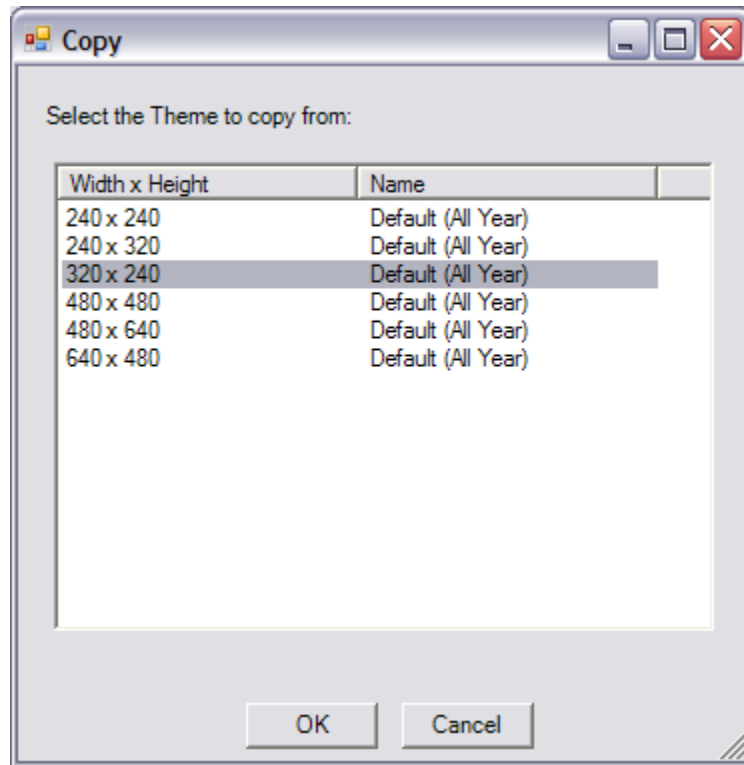 Copy
Select the Theme to copy from:
Width x Height Name
240 x 240 Default (All Year)
240 x 320 Default (All Year)
320 x 240 Default (All Year)
480 x 480 Default (All Year)
480 x 640 Default (All Year)
640 x 480 Default (All Year)
OK Cancel